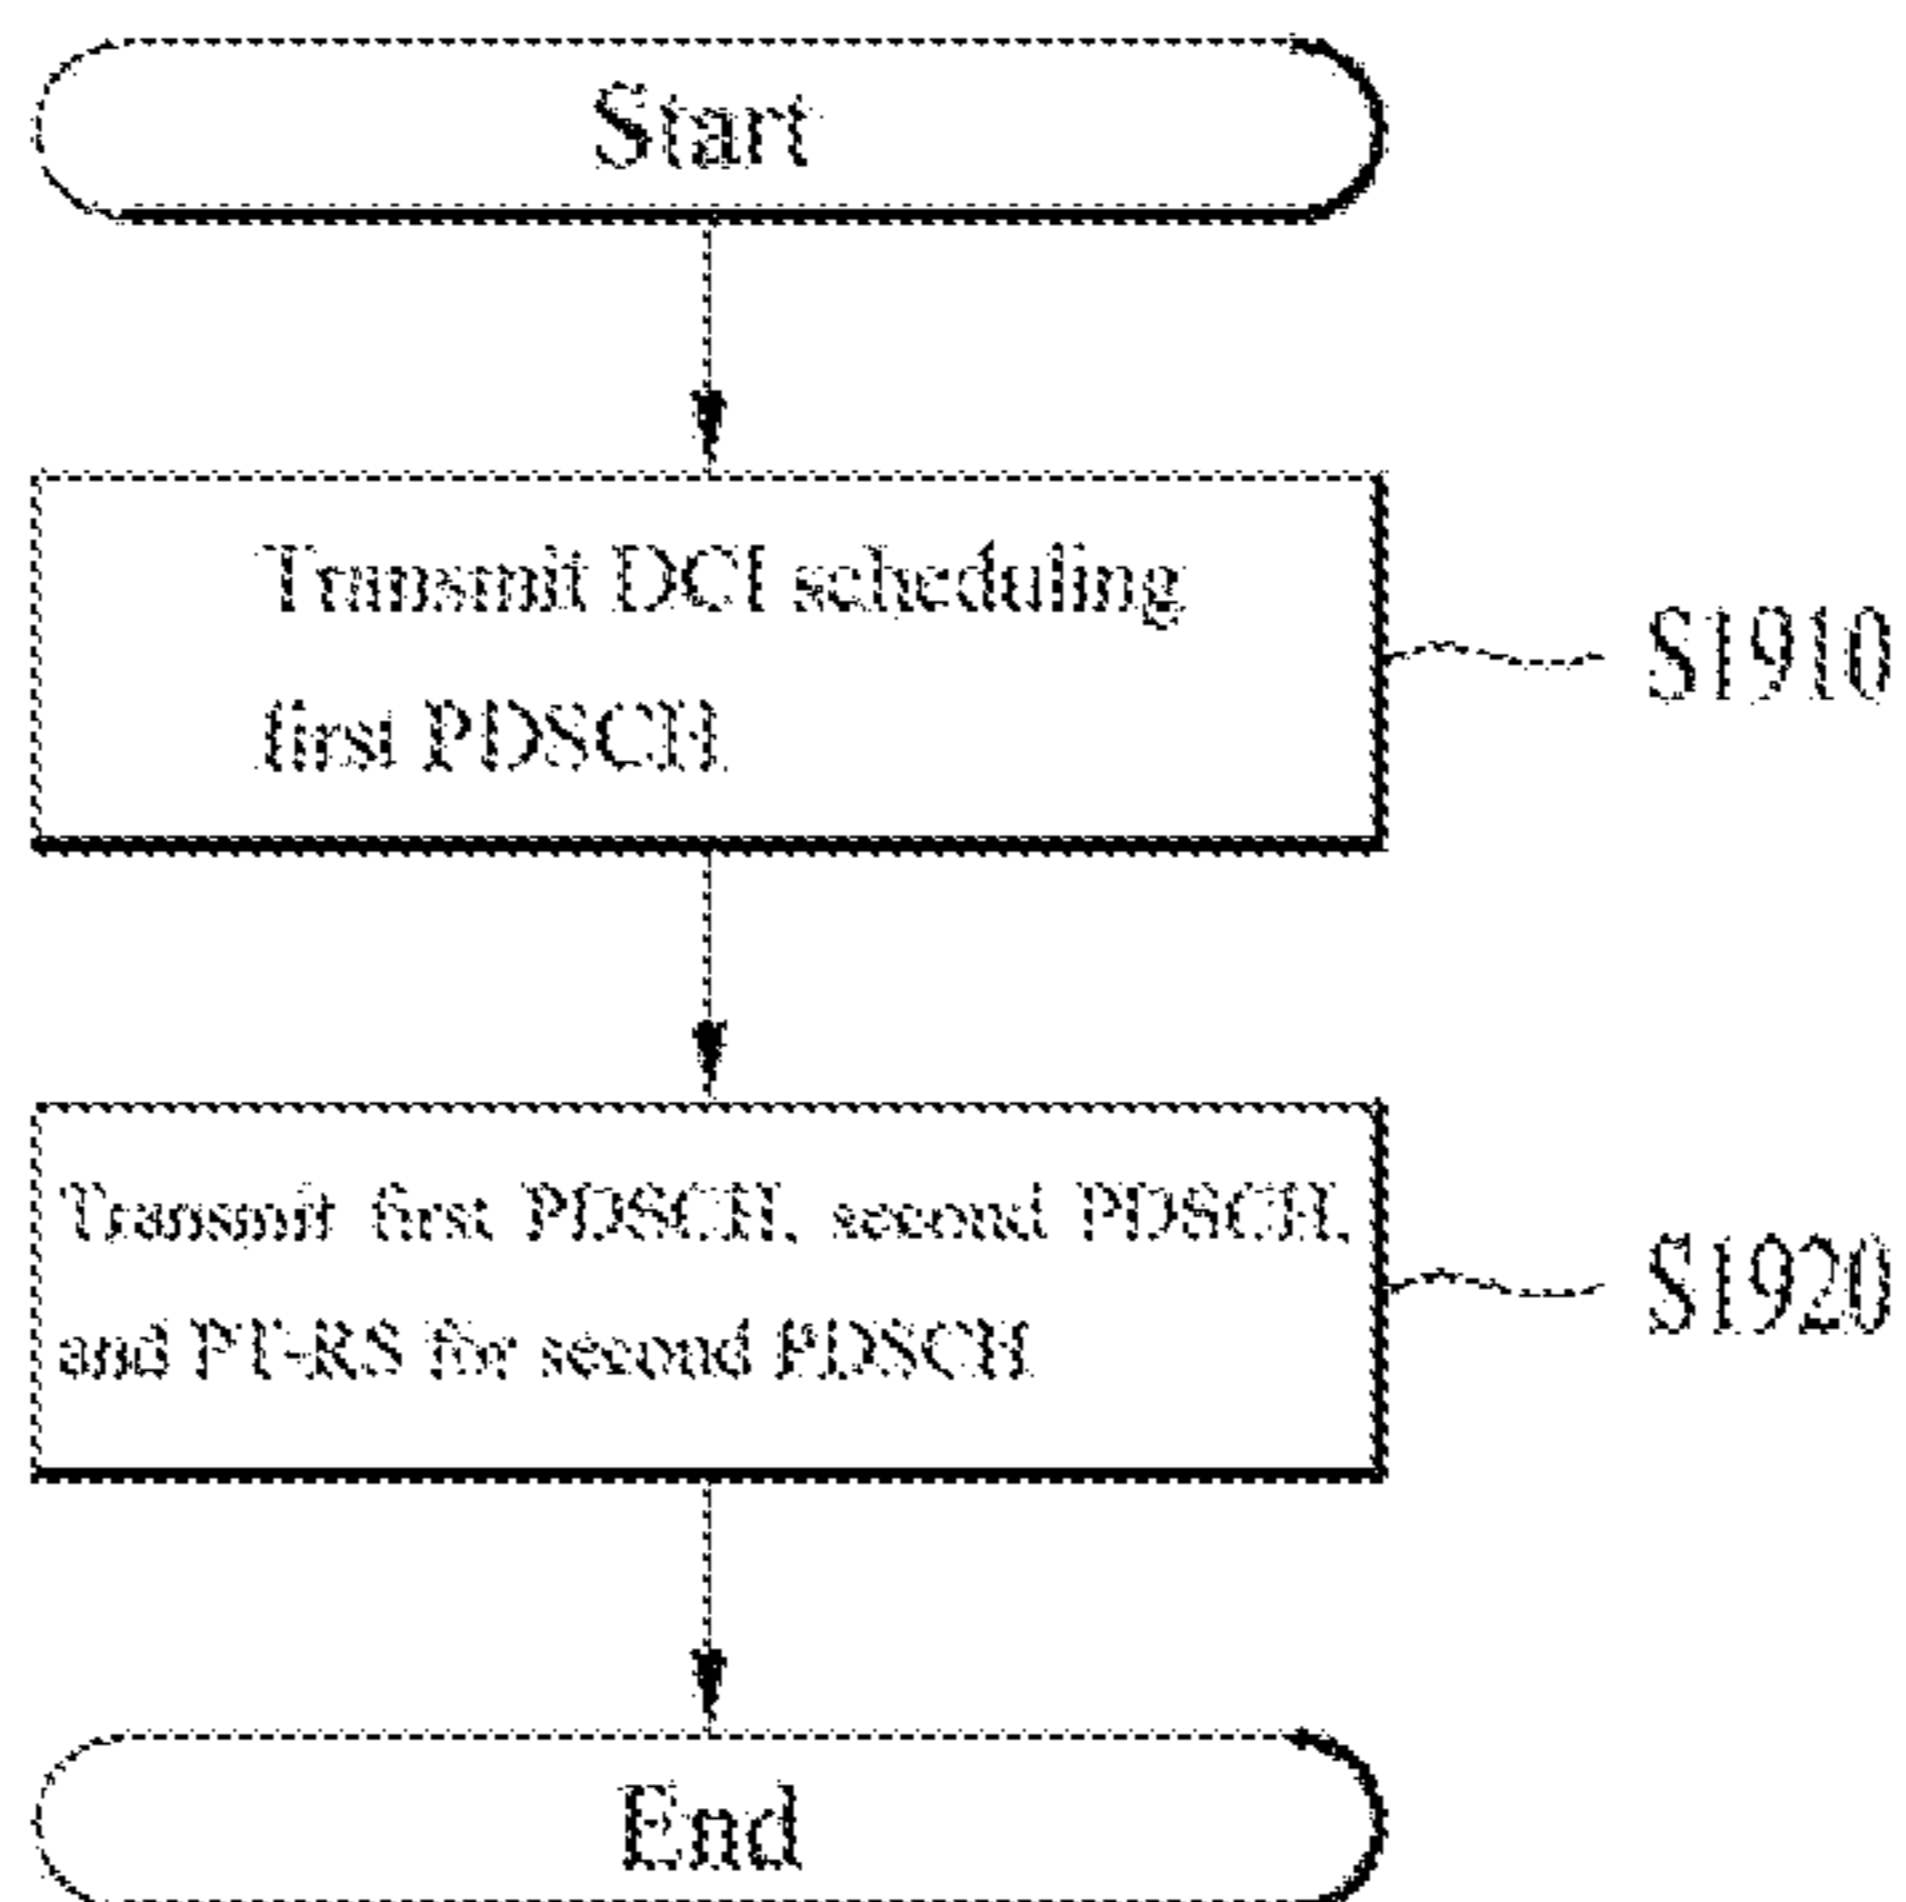 Start
Transmit DCI scheduling
first PDSCH
S1910
Transmit first PDSCH, second PDSCH,
and PT-RS for second PDSCH
S1920
End